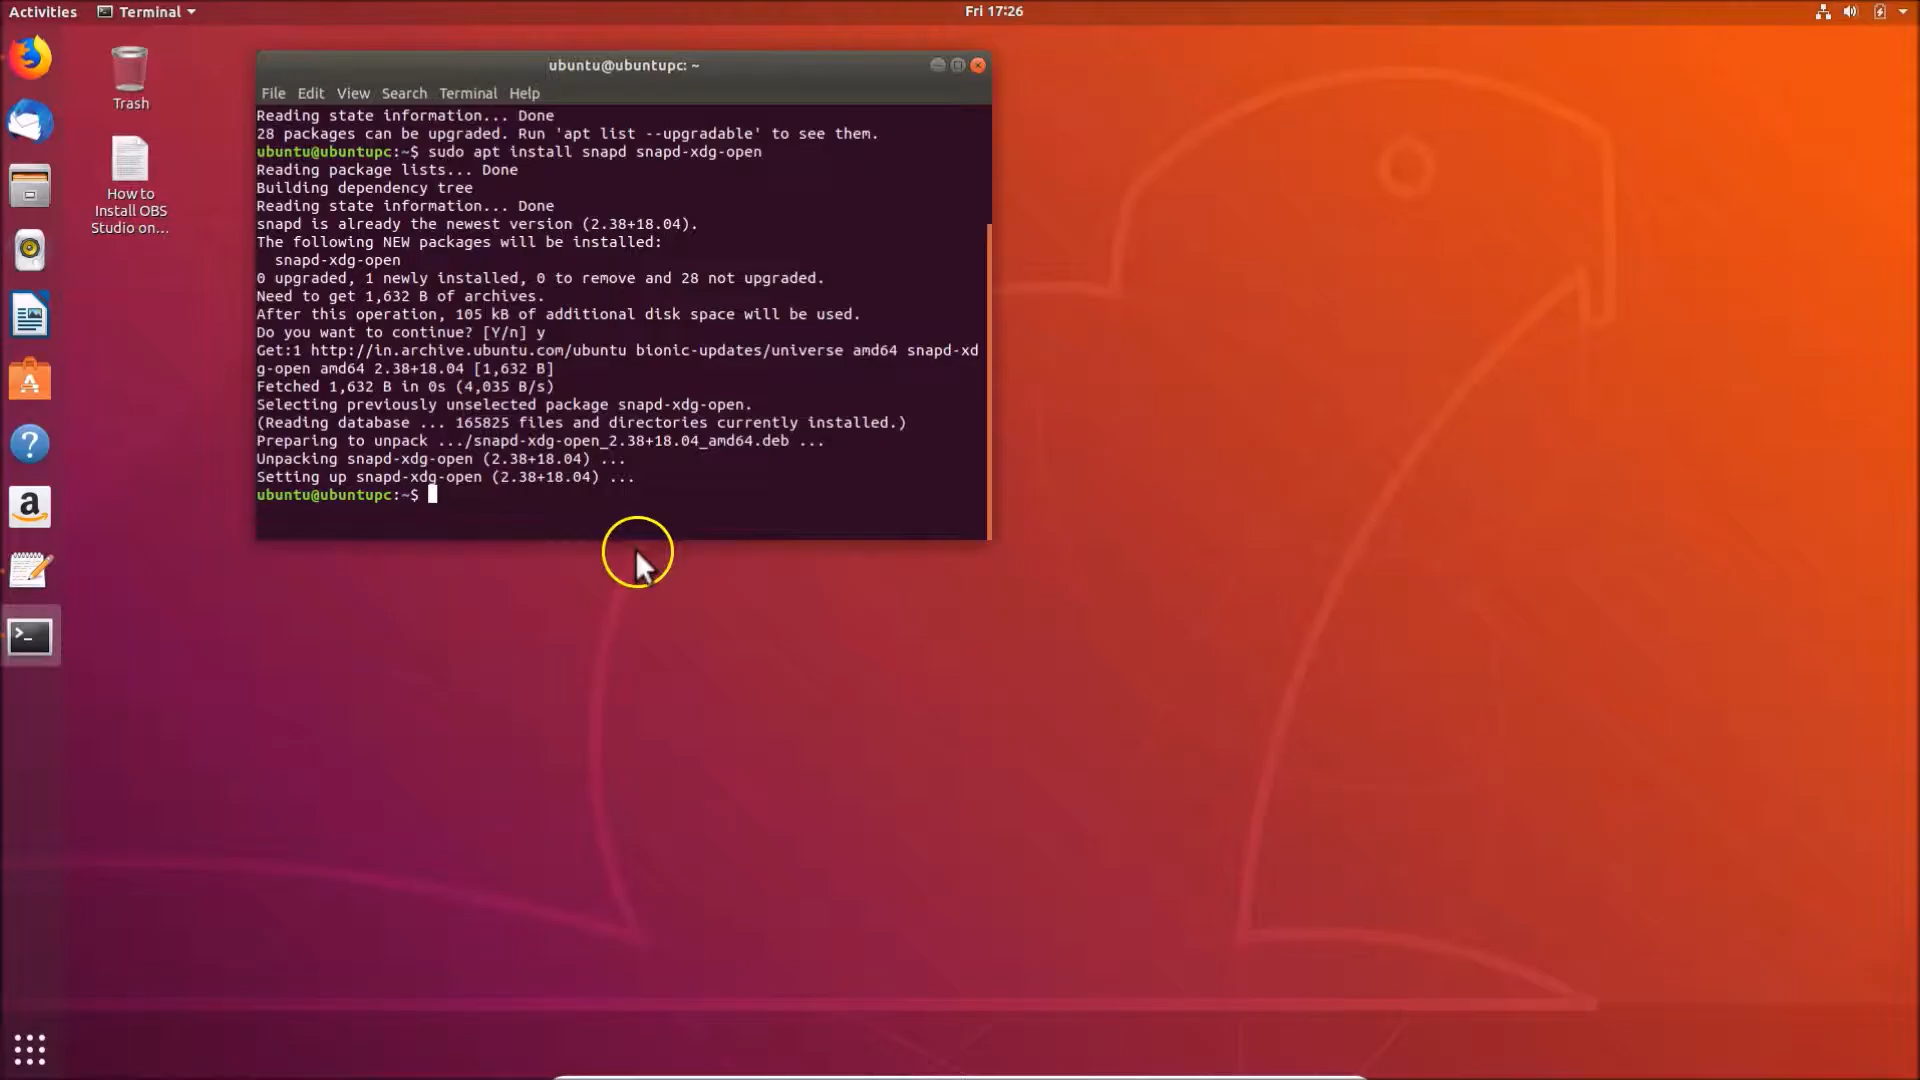 Activities Terminal Fri 17:26
Trash
How to
Install OBS
Studio on...
ubuntu@ubuntupc: ~
File Edit View Search Terminal Help
Reading state information... Done
28 packages can be upgraded. Run 'apt list --upgradable' to see them.
ubuntu@ubuntupc:~$ sudo apt install snapd snapd-xdg-open
Reading package lists... Done
Building dependency tree
Reading state information... Done
snapd is already the newest version (2.38+18.04).
The following NEW packages will be installed:
snapd-xdg-open
0 upgraded, 1 newly installed, 0 to remove and 28 not upgraded.
Need to get 1,632 B of archives.
After this operation, 105 kB of additional disk space will be used.
Do you want to continue? [Y/n] y
Get:1 http://in.archive.ubuntu.com/ubuntu bionic-updates/universe amd64 snapd-xd
g-open amd64 2.38+18.04 [1,632 B]
Fetched 1,632 B in 0s (4,035 B/s)
Selecting previously unselected package snapd-xdg-open.
(Reading database ... 165825 files and directories currently installed.)
Preparing to unpack .../snapd-xdg-open_2.38+18.04_amd64.deb ...
Unpacking snapd-xdg-open (2.38+18.04) ...
Setting up snapd-xdg-open (2.38+18.04) ...
ubuntu@ubuntupc:~$